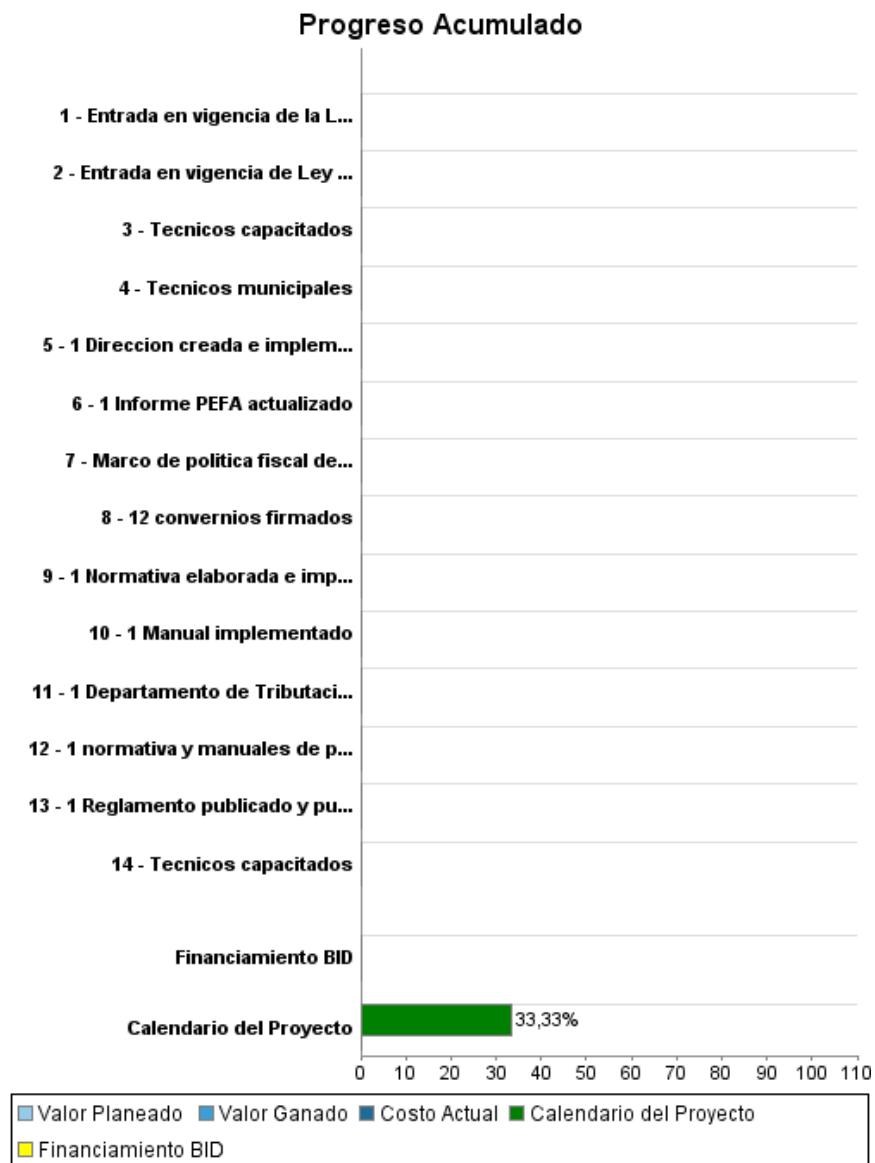 Progreso Acumulado
1 - Entrada en vigencia de la L...
2 - Entrada en vigencia de Ley ...
3 - Tecnicos capacitados
4 - Tecnicos municipales
5 - 1 Direccion creada e implem...
6 - 1 Informe PEFA actualizado
7 - Marco de politica fiscal de...
8 - 12 convernios firmados
9 - 1 Normativa elaborada e imp...
10 - 1 Manual implementado
11 - 1 Departamento de Tributaci...
12 - 1 normativa y manuales de p...
13 - 1 Reglamento publicado y pu...
14 - Tecnicos capacitados
Financiamiento BID
Calendario del Proyecto 33,33%
0 10 20 30 40 50 60 70 80 90 100 110
Valor Planeado Valor Ganado Costo Actual Calendario del Proyecto
Financiamiento BID